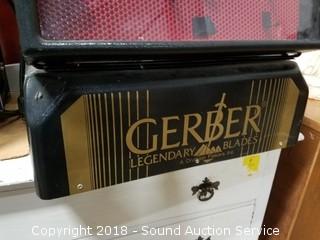 GERBER
LEGENDARY BLADES
Copyright 2018 - Sound Auction Service